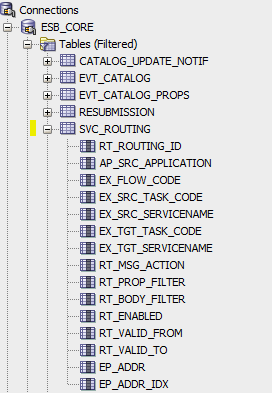 Connections
ESB_CORE
Tables (Filtered)
CATALOG_UPDATE_NOTIF
EVT_CATALOG
EVT_CATALOG_PROPS
RESUBMISSION
SVC_ROUTING
RT_ROUTING_ID
AP_SRC_APPLICATION
EX_FLOW_CODE
EX_SRC_TASK_CODE
EX_SRC_SERVICENAME
EX_TGT_TASK_CODE
EX_TGT_SERVICENAME
RT_MSG_ACTION
RT_PROP_FILTER
RT_BODY_FILTER
RT_ENABLED
RT_VALID_FROM
RT_VALID_TO
EP_ADDR
EP_ADDR_IDX